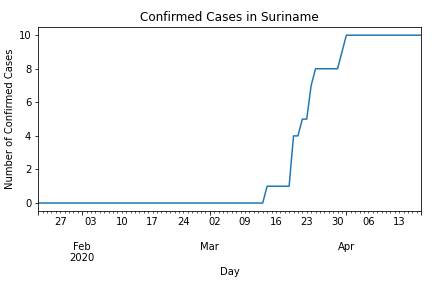 Confirmed Cases in Suriname
Number of Confirmed Cases
10
8
6
4
2
0
27 03 10 17 24 02 09 16 23 30 06 13
Feb Mar Apr
2020
Day